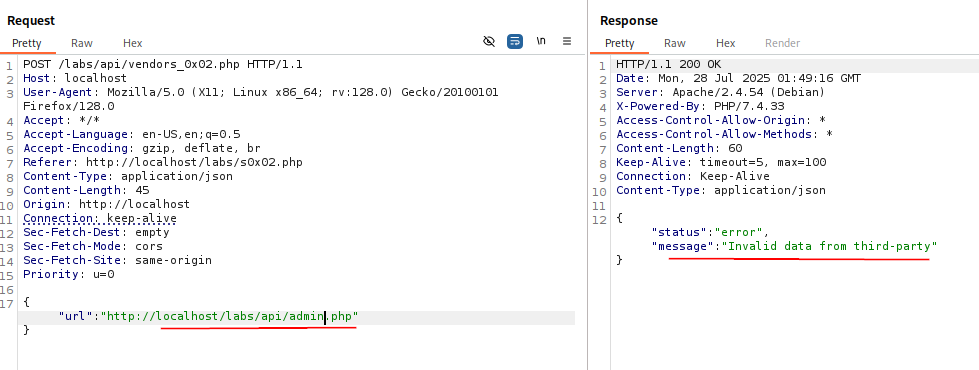 Request
Pretty Raw Hex
\n
1 POST /labs/api/vendors_0x02.php HTTP/1.1
2 Host: localhost
3 User-Agent: Mozilla/5.0 (X11; Linux x86_64; rv:128.0) Gecko/20100101
Firefox/128.0
4 Accept: */*
5 Accept-Language: en-US,en;q=0.5
6 Accept-Encoding: gzip, deflate, br
7 Referer: http://localhost/labs/s0x02.php
8 Content-Type: application/json
9 Content-Length: 45
10 Origin: http://localhost
11 Connection: keep-alive
12 Sec-Fetch-Dest: empty
13 Sec-Fetch-Mode: cors
14 Sec-Fetch-Site: same-origin
15 Priority: u=0
16
17 {
"url":"http://localhost/labs/api/admin.php"
}
Response
Pretty Raw Hex Render
1 HTTP/1.1 200 OK
2 Date: Mon, 28 Jul 2025 01:49:16 GMT
3 Server: Apache/2.4.54 (Debian)
4 X-Powered-By: PHP/7.4.33
5 Access-Control-Allow-Origin: *
6 Access-Control-Allow-Methods: *
7 Content-Length: 60
8 Keep-Alive: timeout=5, max=100
9 Connection: Keep-Alive
10 Content-Type: application/json
11
12 {
"status":"error",
"message":"Invalid data from third-party"
}